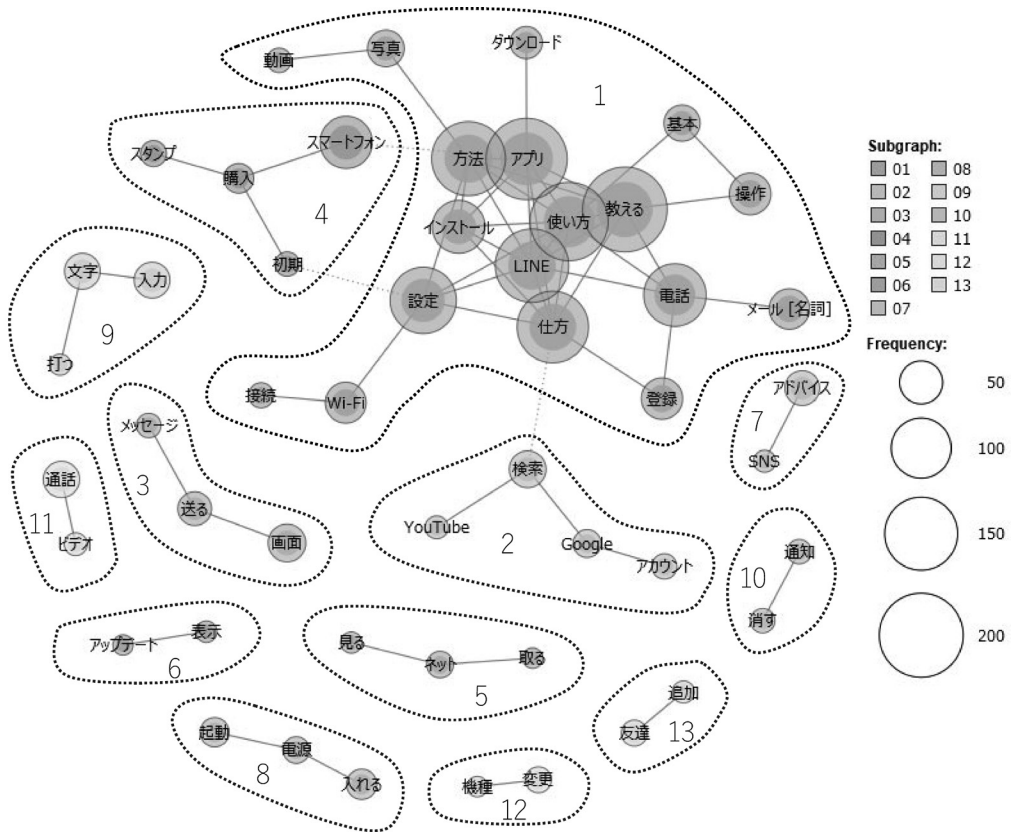 動画
写真
ダウンロード
1
基本
スタンプ
スマートフォン
購入
方法
アプリ
操作
4
インストール
使い方
教える
初期
LINE
文字
入力
設定
仕方
電話
メール [名詞]
9
打つ
接続
Wi-Fi
登録
アドバイス
7
SNS
メッセージ
3
送る
画面
通話
11
ビデオ
検索
YouTube
2
Google
アカウント
通知
10
消す
アップデート
表示
6
見る
ネット
取る
5
追加
友達
13
起動
電源
8
入れる
機種
変更
12
Subgraph:
01
02
03
04
05
06
07
08
09
10
11
12
13
Frequency:
50
100
150
200